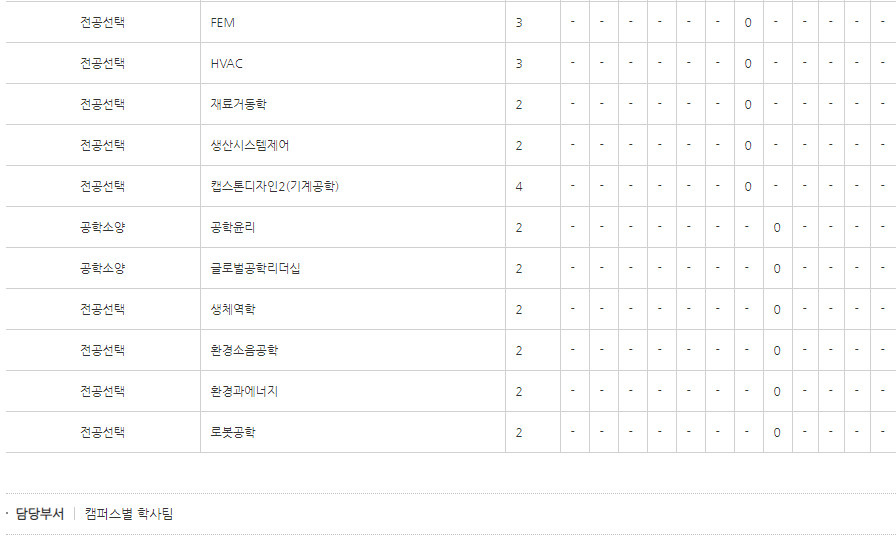 전공선택 FEM 3 - - - - - - 0 - - - - -
전공선택 HVAC 3 - - - - - - 0 - - - - -
전공선택 재료거동학 2 - - - - - - 0 - - - - -
전공선택 생산시스템제어 2 - - - - - - 0 - - - - -
전공선택 캡스톤디자인2(기계공학) 4 - - - - - - 0 - - - - -
공학소양 공학윤리 2 - - - - - - - 0 - - - -
공학소양 글로벌공학리더십 2 - - - - - - - 0 - - - -
전공선택 생체역학 2 - - - - - - - 0 - - - -
전공선택 환경소음공학 2 - - - - - - - 0 - - - -
전공선택 환경과에너지 2 - - - - - - - 0 - - - -
전공선택 로봇공학 2 - - - - - - - 0 - - - -
· 담당부서 | 캠퍼스별 학사팀